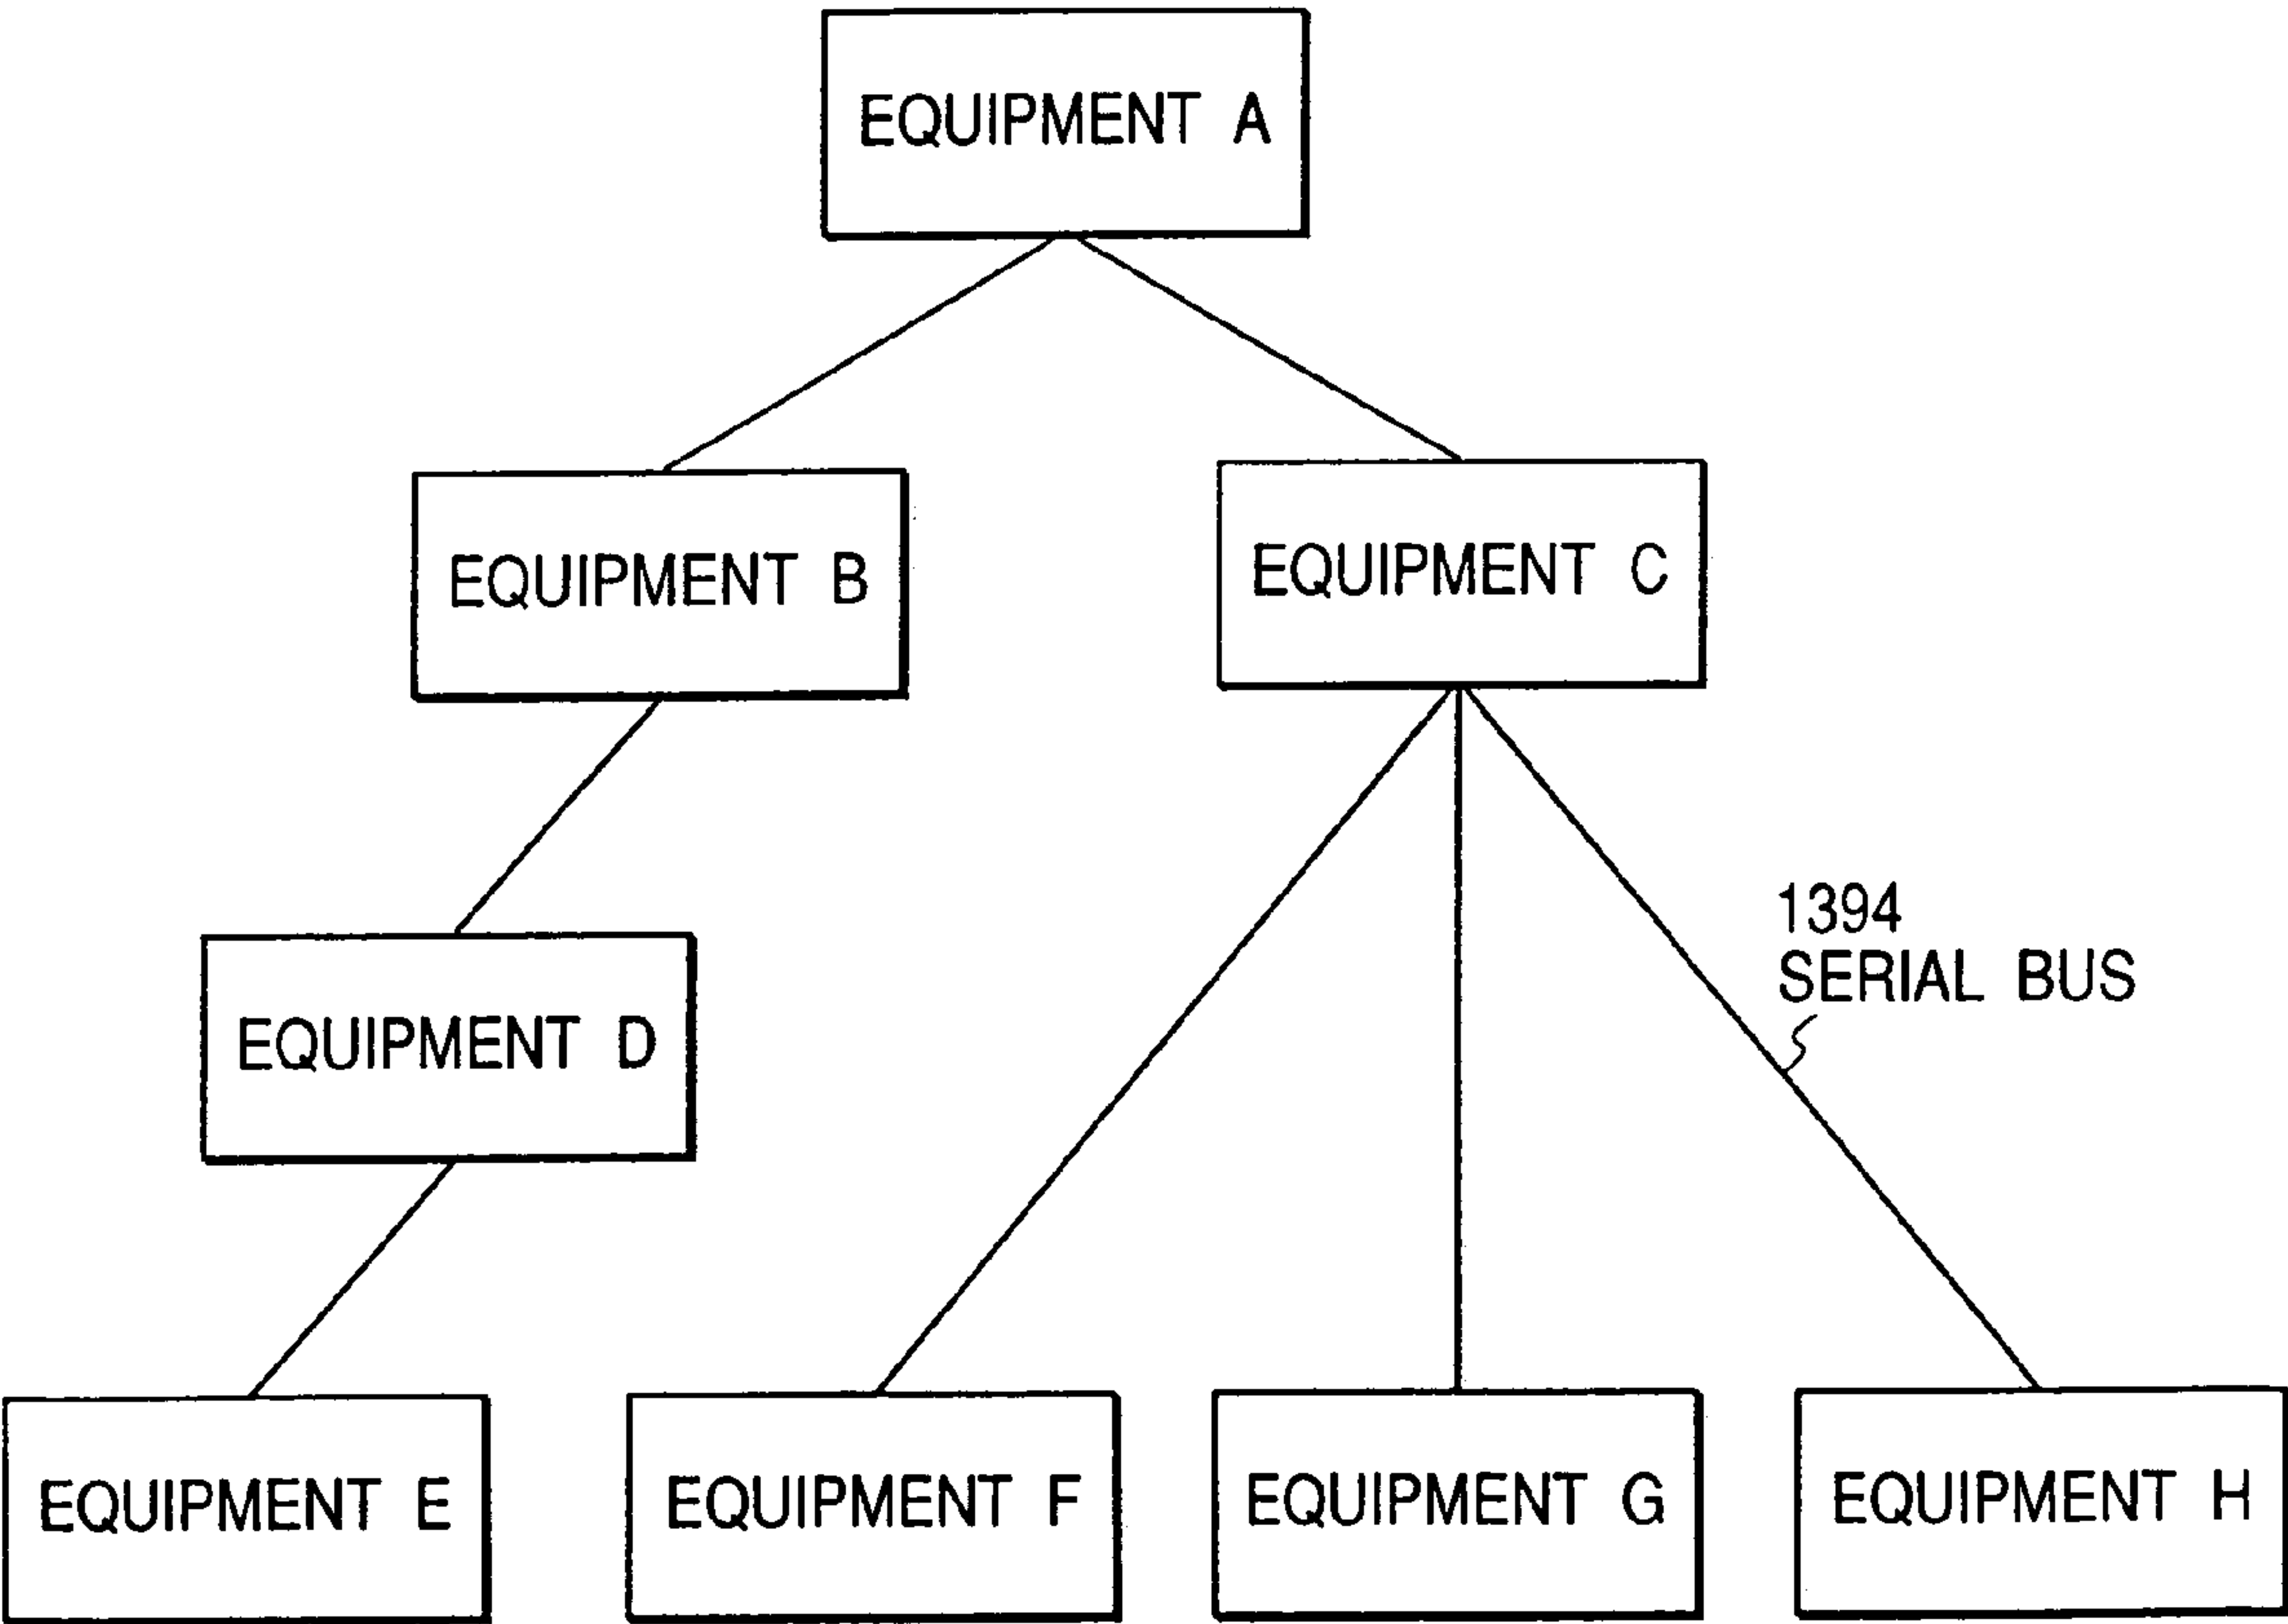 EQUIPMENT A
EQUIPMENT B
EQUIPMENT C
1394
SERIAL BUS
EQUIPMENT D
EQUIPMENT E
EQUIPMENT F
EQUIPMENT G
EQUIPMENT H